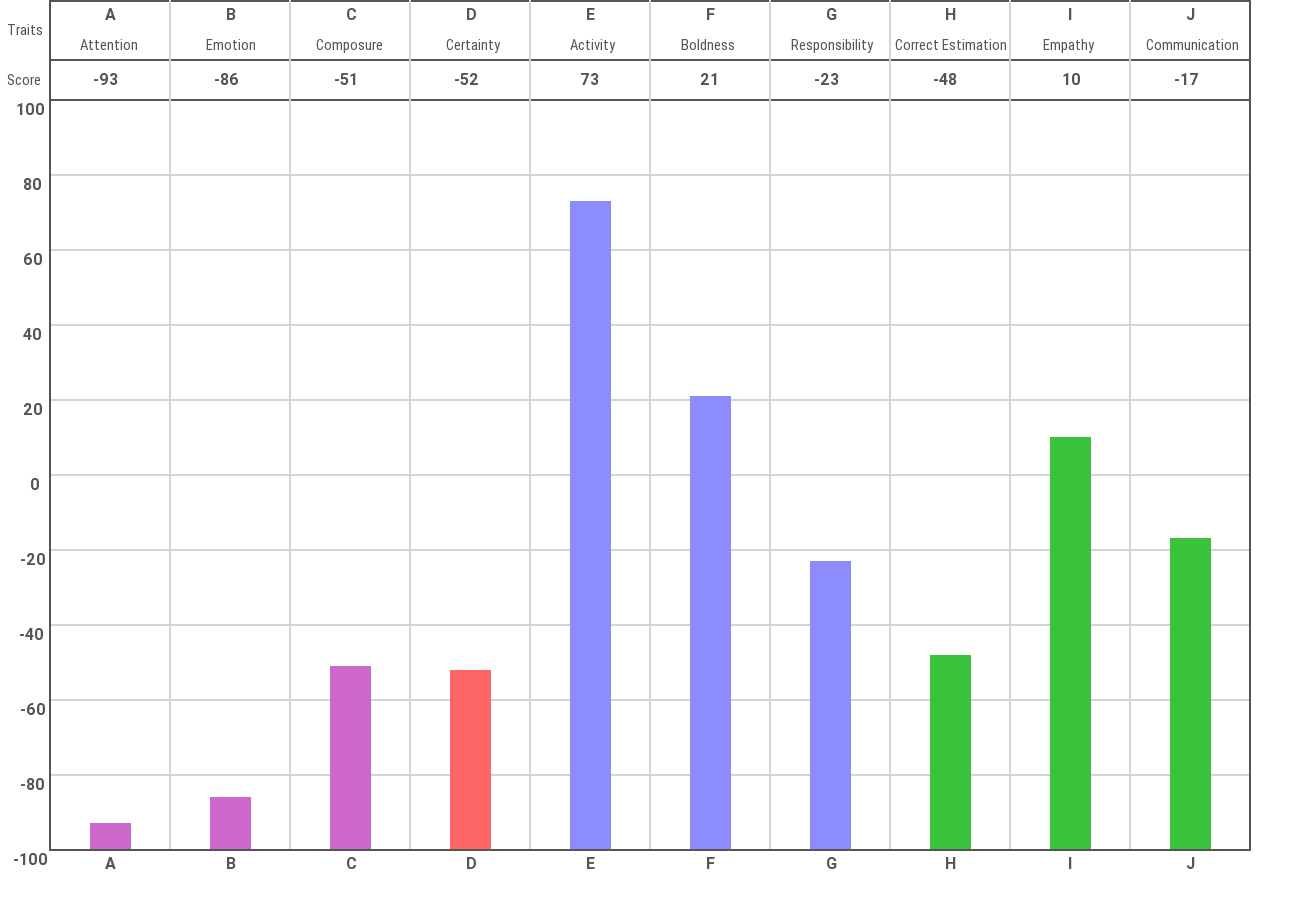 A B C D E F G H I J
Traits
Attention Emotion Composure Certainty Activity Boldness Responsibility Correct Estimation Empathy Communication
Score -93 -86 -51 -52 73 21 -23 -48 10 -17
100
80
60
40
20
0
-20
-40
-60
-80
-100
A B C D E F G H I J